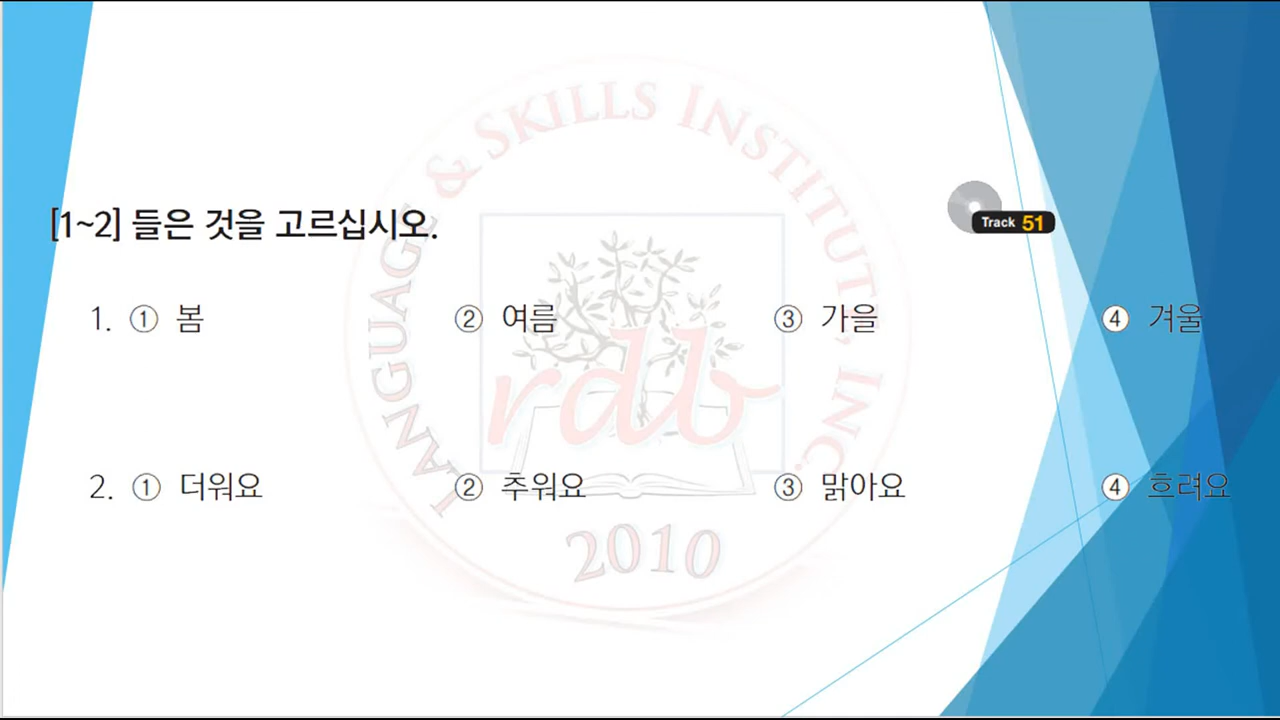 LANGUAGE & SKILLS INSTITUTE, INC.
[1~2] 들은 것을 고르십시오.
Track 51
1. ① 봄 ② 여름 ③ 가을 ④ 겨울
rdb
2. ① 더워요 ② 추워요 ③ 맑아요 ④ 흐려요
2010